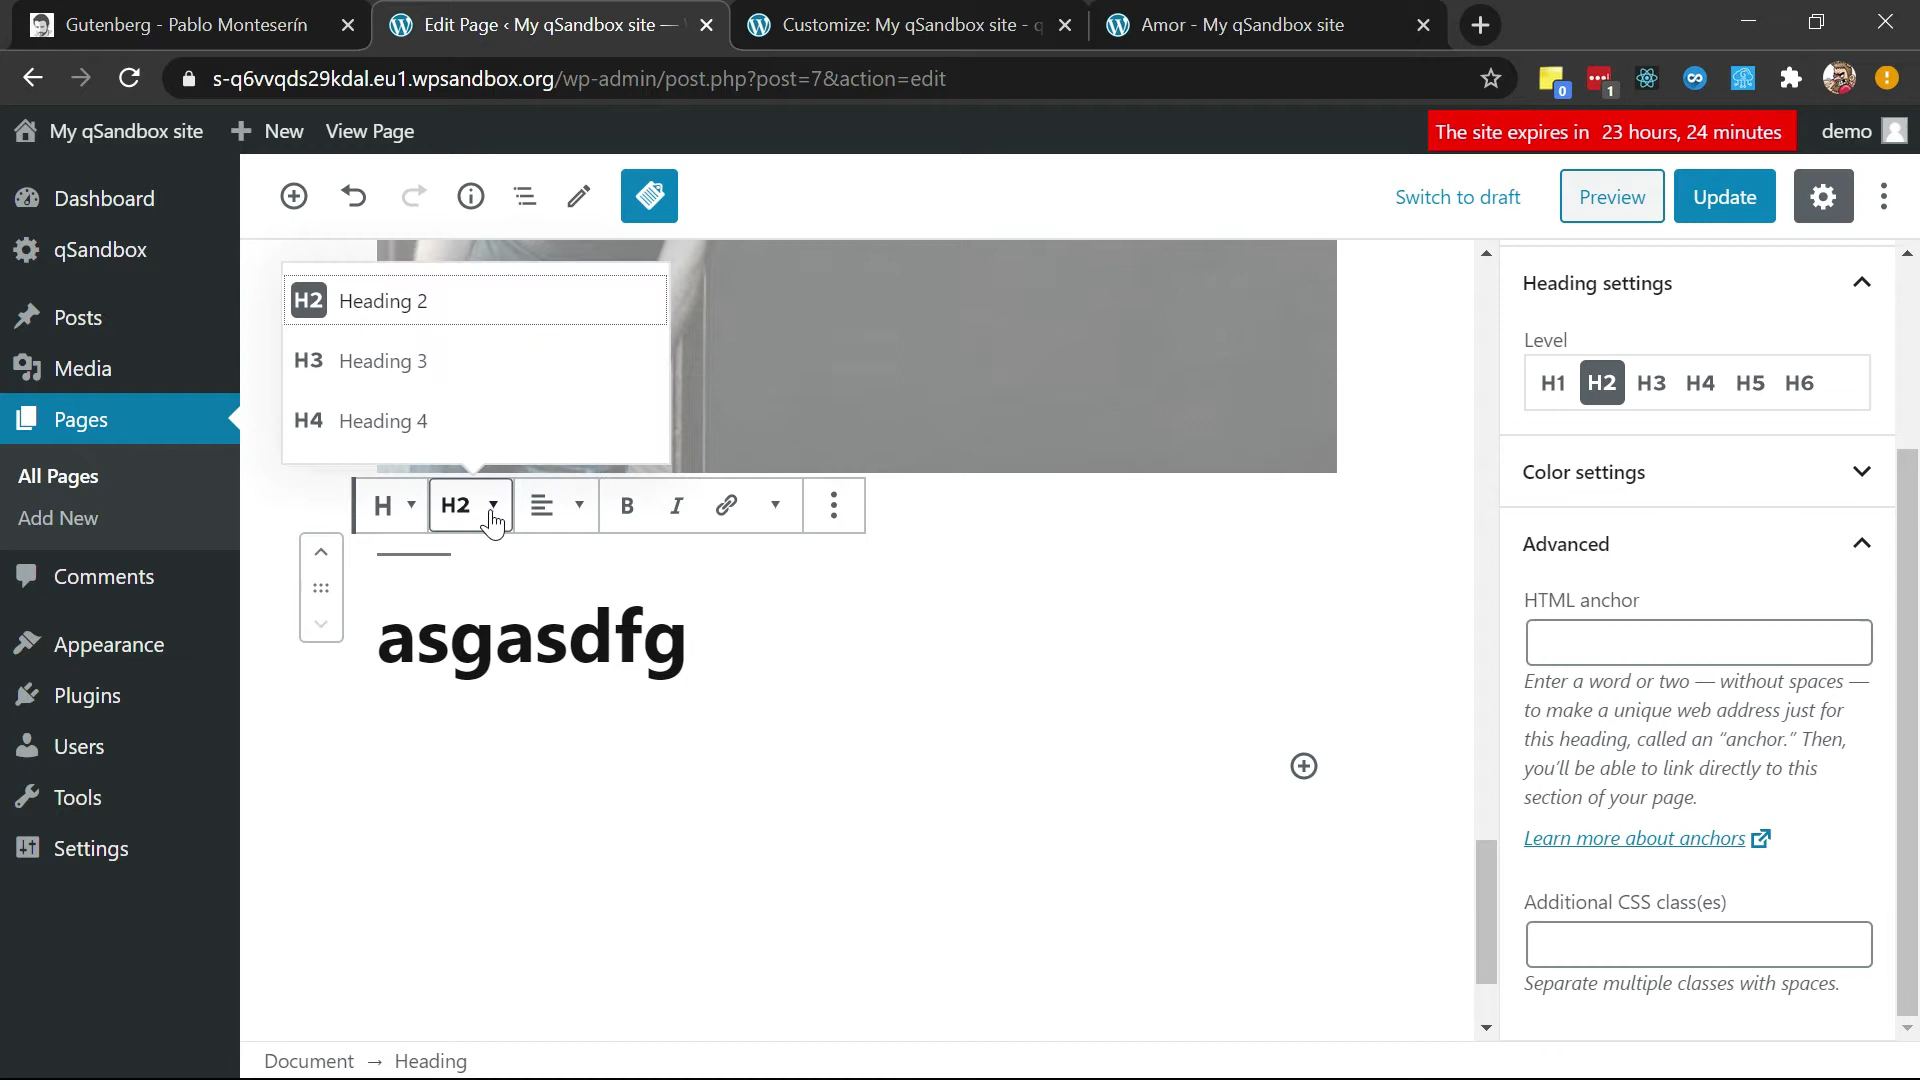 Gutenberg - Pablo Monteserín
Edit Page ‹ My qSandbox site —
Customize: My qSandbox site - q
Amor - My qSandbox site
s-q6vvqds29kdal.eu1.wpsandbox.org/wp-admin/post.php?post=7&action=edit
0
1
My qSandbox site
New
View Page
The site expires in 23 hours, 24 minutes
demo
Dashboard
qSandbox
Posts
Media
Pages
All Pages
Add New
Comments
Appearance
Plugins
Users
Tools
Settings
Switch to draft
Preview
Update
H2 Heading 2
H3 Heading 3
H4 Heading 4
H H2 B I
asgasdfg
Heading settings
Level
H1 H2 H3 H4 H5 H6
Color settings
Advanced
HTML anchor
Enter a word or two — without spaces —
to make a unique web address just for
this heading, called an “anchor.” Then,
you’ll be able to link directly to this
section of your page.
Learn more about anchors
Additional CSS class(es)
Separate multiple classes with spaces.
Document → Heading